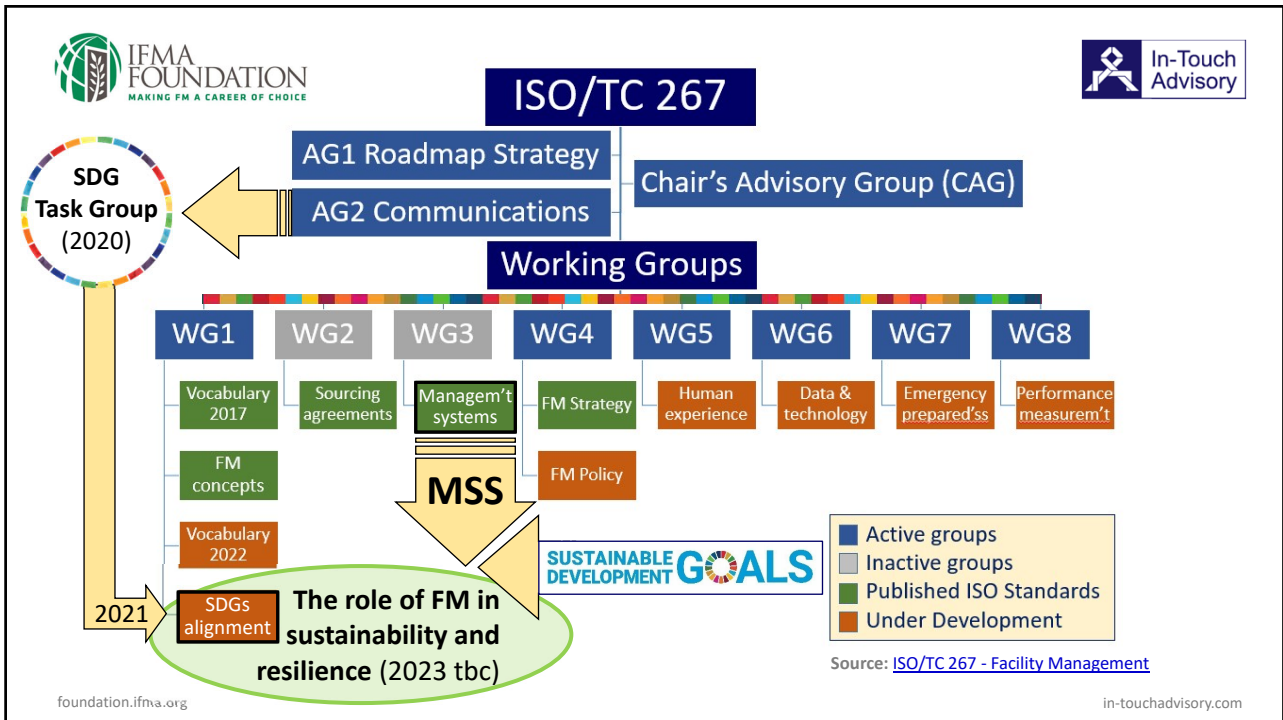 IFMA
FOUNDATION
MAKING FM A CAREER OF CHOICE
In-Touch
Advisory
ISO/TC 267
AG1 Roadmap Strategy
Chair's Advisory Group (CAG)
AG2 Communications
SDG
Task Group
(2020)
Working Groups
WG1
WG2
WG3
WG4
WG5
WG6
WG7
WG8
Vocabulary
2017
Sourcing
agreements
Managem't
systems
FM Strategy
Human
experience
Data &
technology
Emergency
prepared'ss
Performance
measurem't
FM
concepts
FM Policy
MSS
Vocabulary
2022
SUSTAINABLE
DEVELOPMENT GOALS
Active groups
Inactive groups
Published ISO Standards
Under Development
2021
SDGs
alignment
The role of FM in
sustainability and
resilience (2023 tbc)
Source: ISO/TC 267 - Facility Management
foundation.ifma.org
in-touchadvisory.com